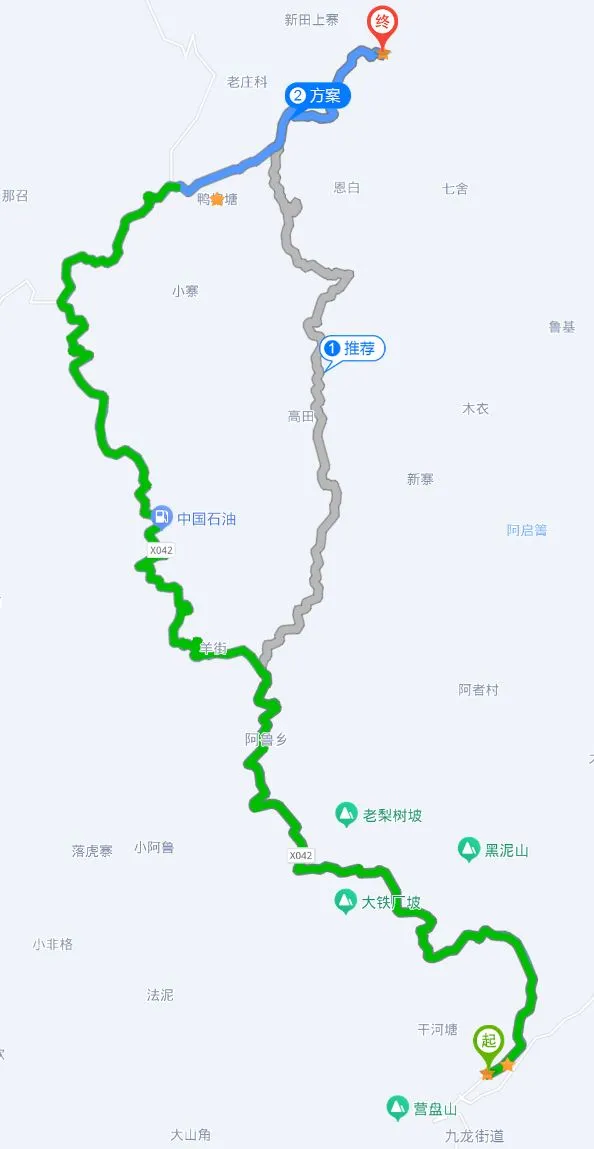 新田上寨
终
老庄科
2 方案
恩白
七舍
那召
塘
小寨
鲁基
1 推荐
木衣
高田
新寨
中国石油
阿启箐
X042
羊街
阿者村
阿鲁乡
老梨树坡
黑泥山
落虎寨
小阿鲁
X042
大铁厂坡
小非格
法泥
干河塘
起
营盘山
大山角
九龙街道